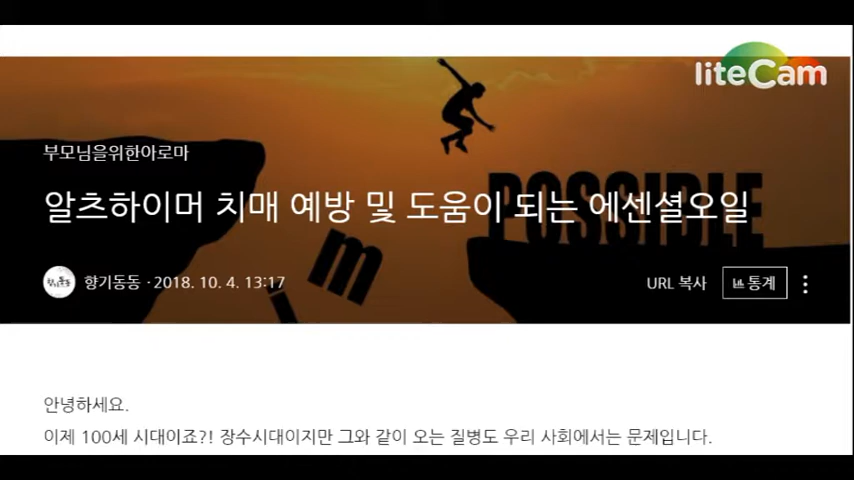 liteCam
부모님을위한아로마
알츠하이머 치매 예방 및 도움이 되는 에센셜오일
POSSIBLE
im
향기동동 · 2018. 10. 4. 13:17
URL 복사
통계
안녕하세요.
이제 100세 시대이죠?! 장수시대이지만 그와 같이 오는 질병도 우리 사회에서는 문제입니다.